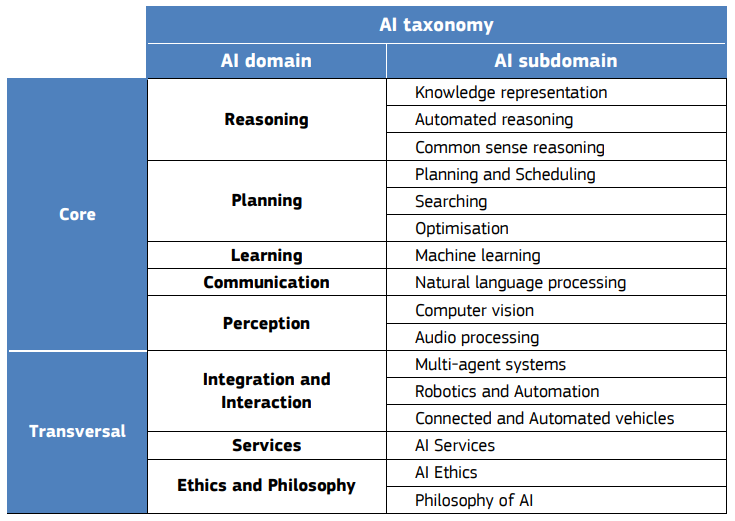 AI taxonomy
AI domain
AI subdomain
Core
Reasoning
Knowledge representation
Automated reasoning
Common sense reasoning
Planning
Planning and Scheduling
Searching
Optimisation
Learning
Machine learning
Communication
Natural language processing
Perception
Computer vision
Audio processing
Transversal
Integration and
Interaction
Multi-agent systems
Robotics and Automation
Connected and Automated vehicles
Services
AI Services
Ethics and Philosophy
AI Ethics
Philosophy of AI